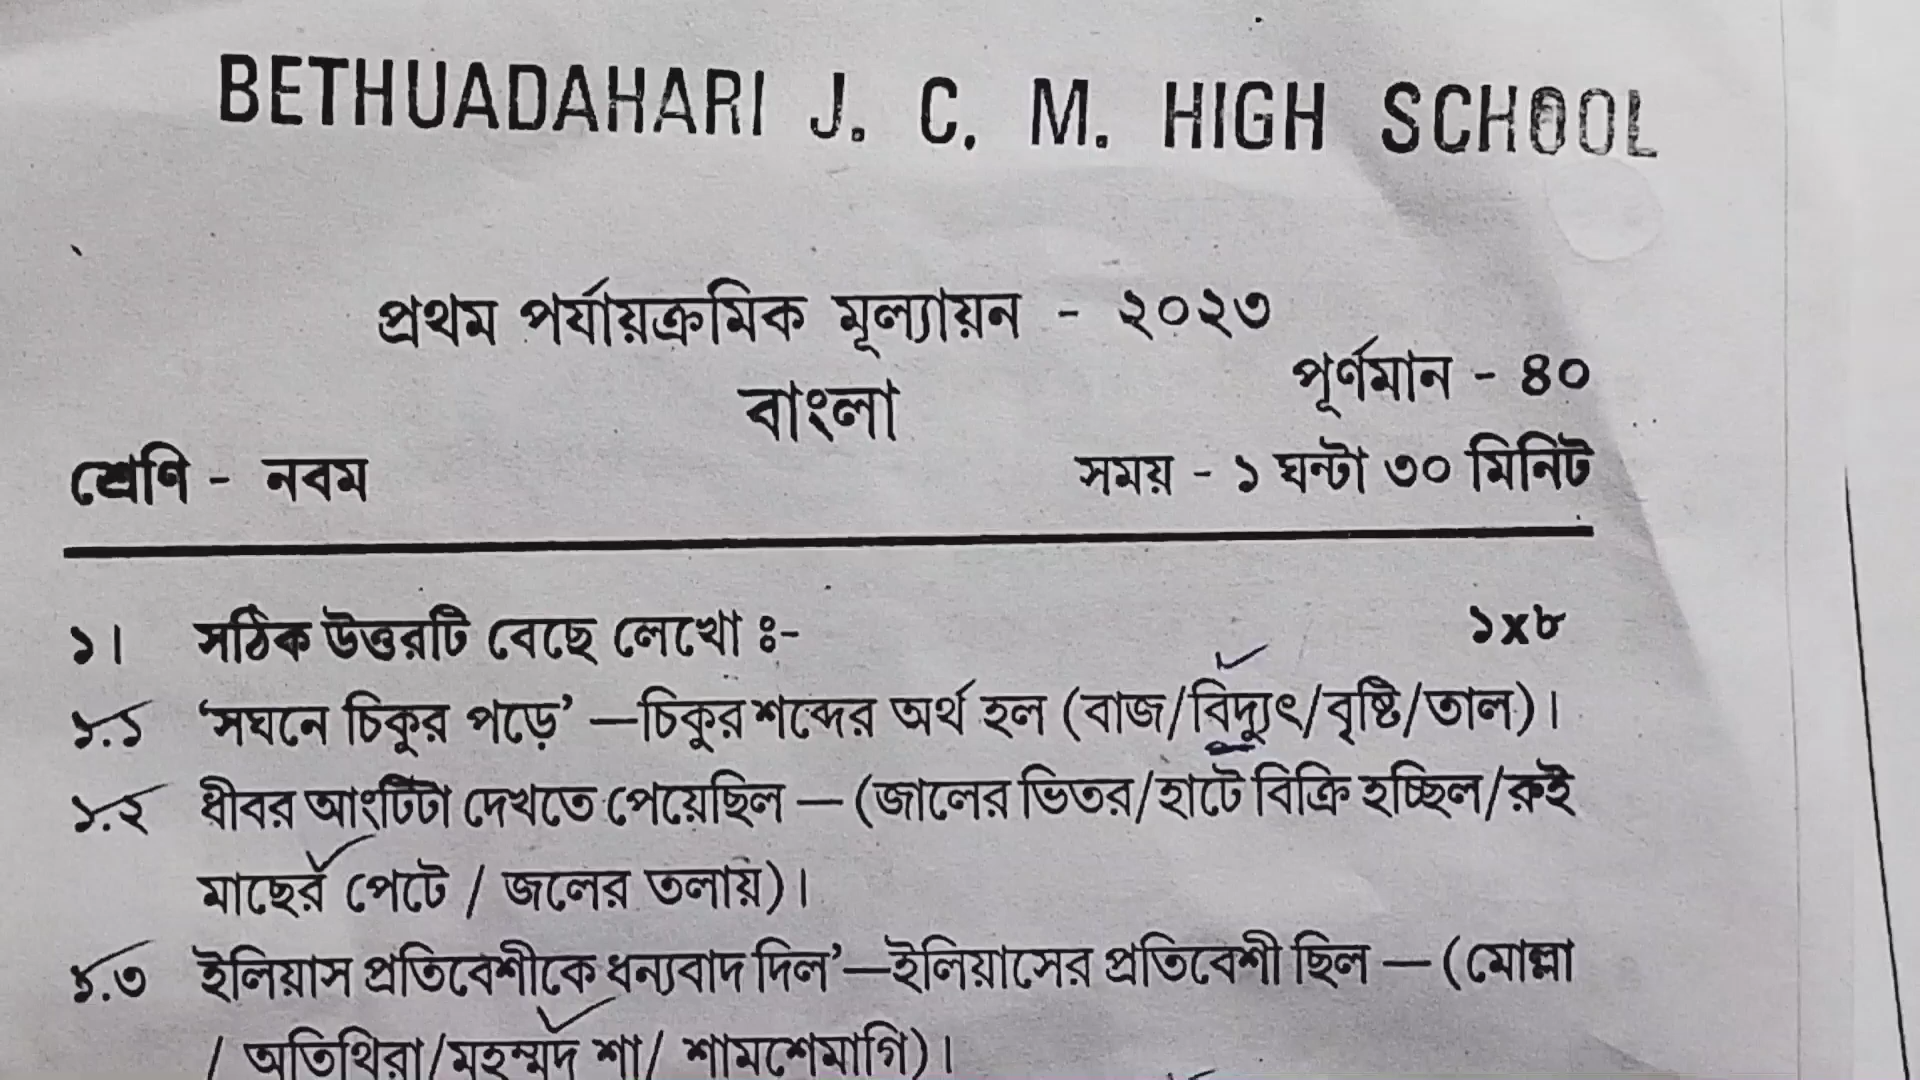 BETHUADAHARI J. C. M. HIGH SCHOOL
প্রথম পর্যায়ক্রমিক মূল্যায়ন - ২০২৩
পূর্ণমান - ৪০
বাংলা
শ্রেণি - নবম সময় - ১ ঘন্টা ৩০ মিনিট
১। সঠিক উত্তরটি বেছে লেখো ঃ- ১x৮
১.১ ‘সঘনে চিকুর পড়ে’ —চিকুর শব্দের অর্থ হল (বাজ/বিদ্যুৎ/বৃষ্টি/তাল)।
১.২ ধীবর আংটিটা দেখতে পেয়েছিল — (জালের ভিতর/হাটে বিক্রি হচ্ছিল/রুই
মাছের পেটে / জলের তলায়)।
১.৩ ইলিয়াস প্রতিবেশীকে ধন্যবাদ দিল’—ইলিয়াসের প্রতিবেশী ছিল — (মোল্লা
/ অতিথিরা/মহম্মদ শা/ শামশেমাগি)।